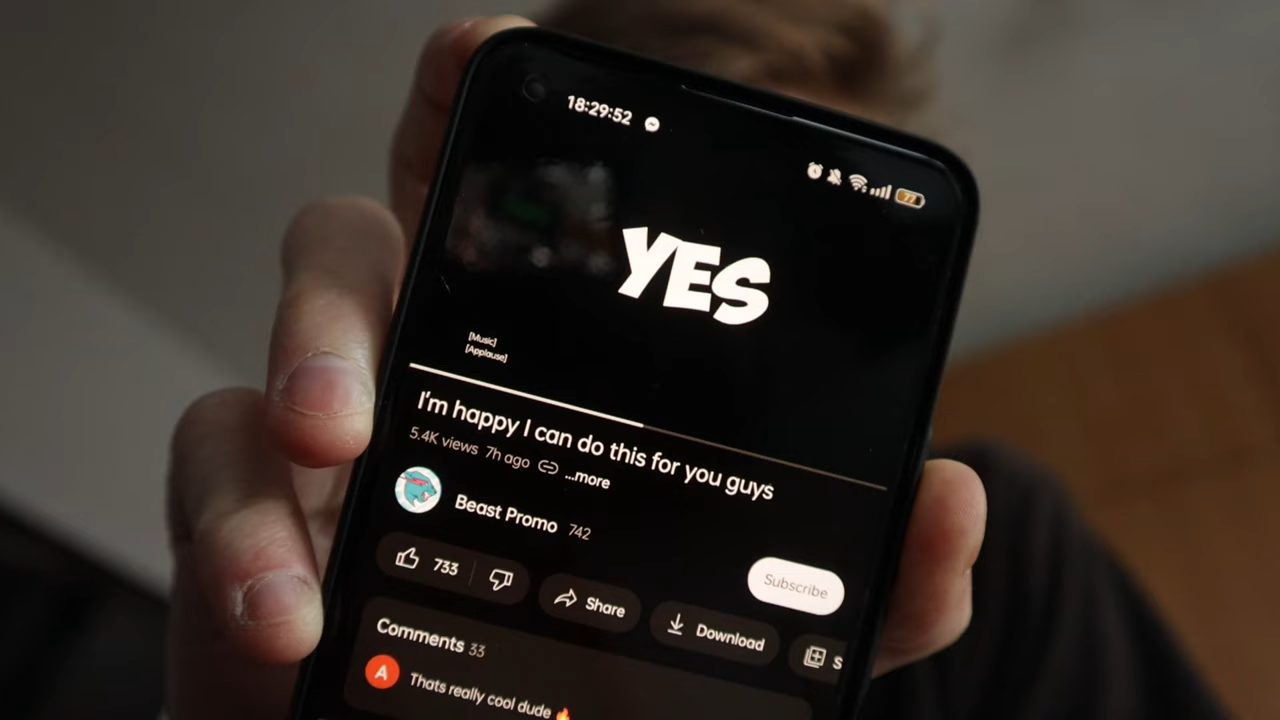 18:29:52
77
YES
[Music]
[Applause]
I'm happy I can do this for you guys
5.4K views 7h ago ...more
Beast Promo 742
Subscribe
733 Share Download S
Comments 33
A Thats really cool dude 🔥